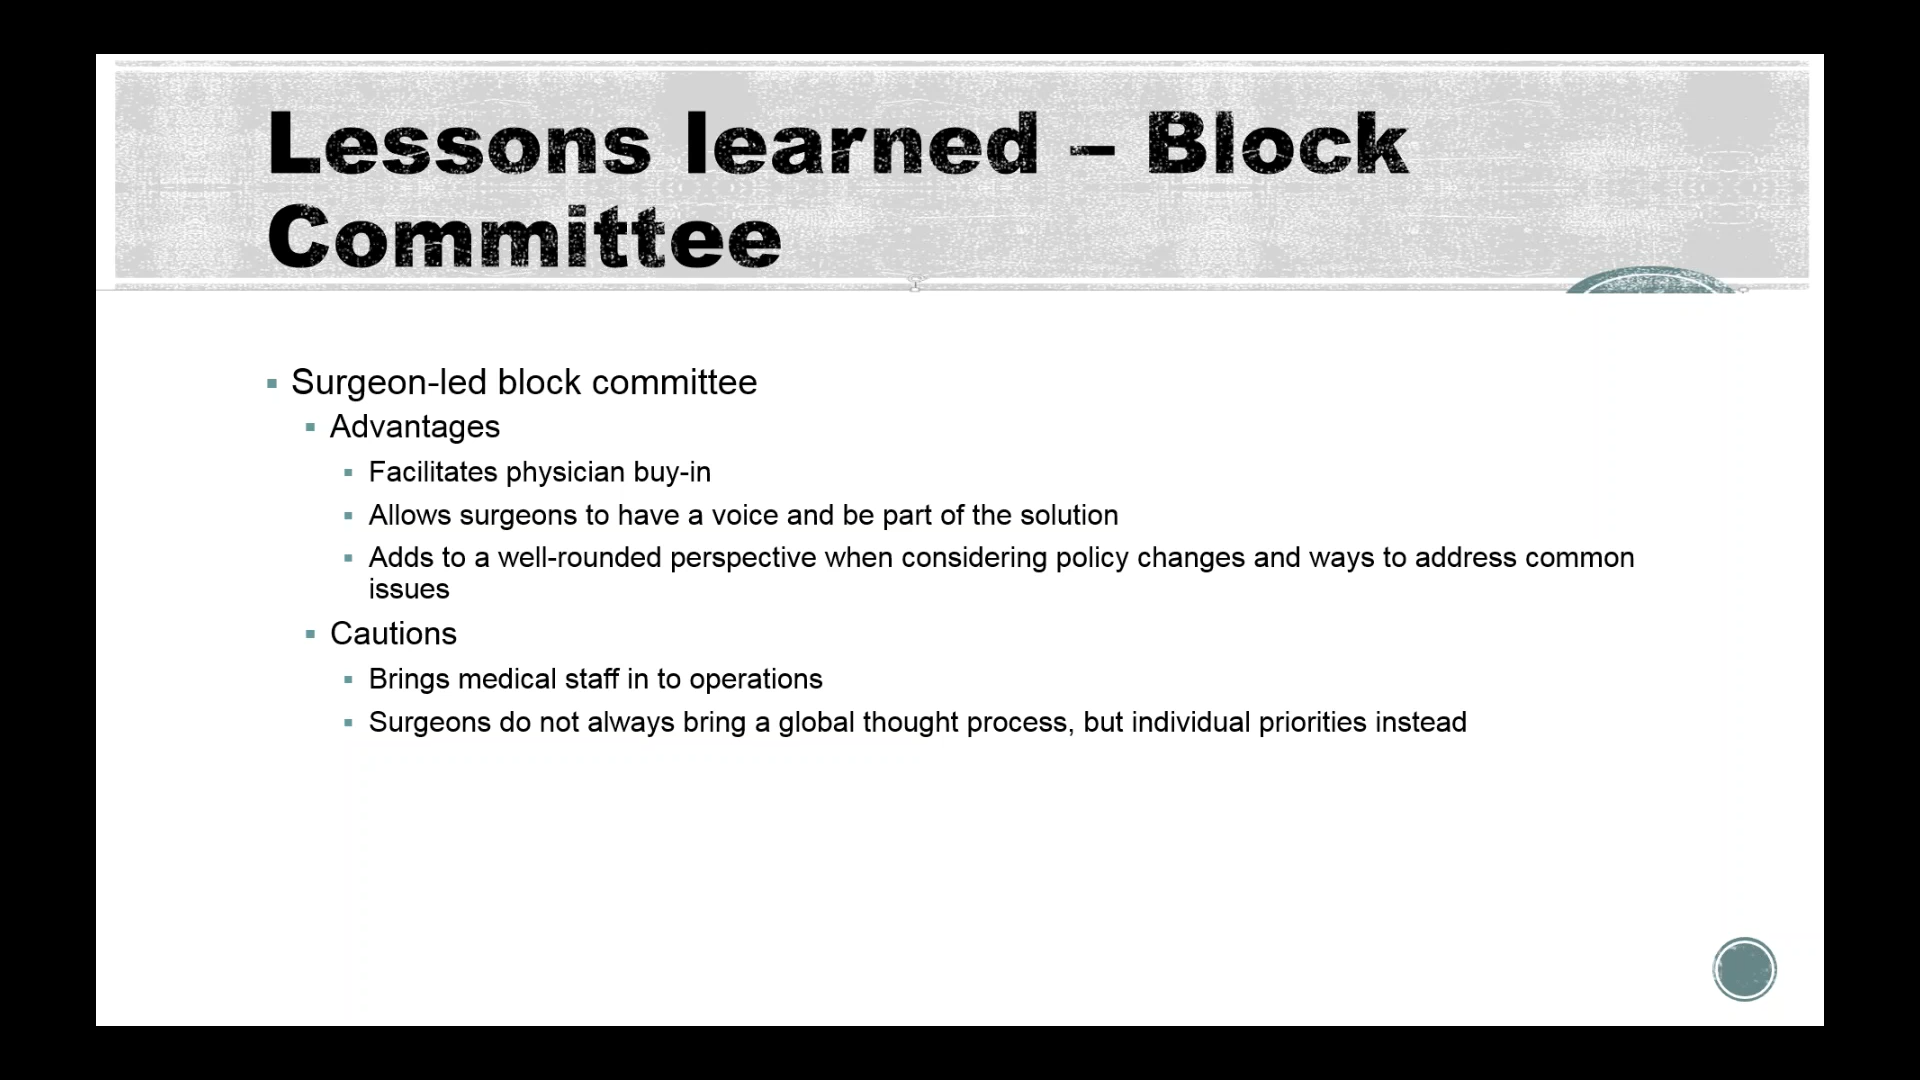 Lessons learned – Block
Committee
Surgeon-led block committee
Advantages
Facilitates physician buy-in
Allows surgeons to have a voice and be part of the solution
Adds to a well-rounded perspective when considering policy changes and ways to address common
issues
Cautions
Brings medical staff in to operations
Surgeons do not always bring a global thought process, but individual priorities instead